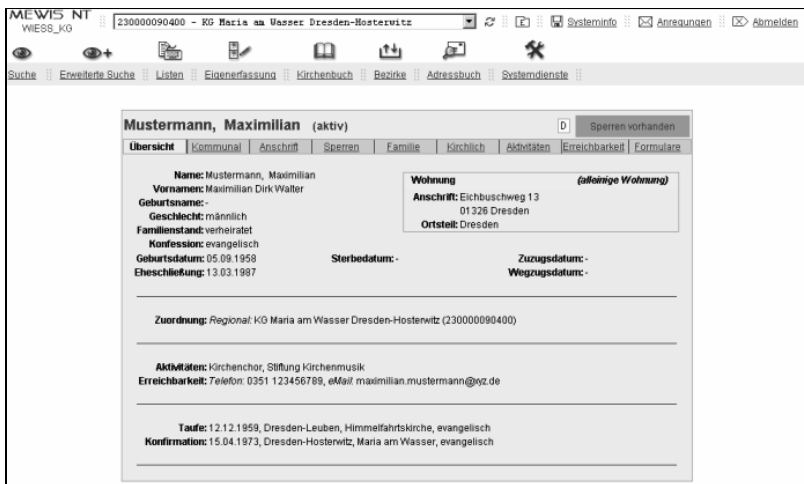 MEWIS NT
WIESS_KG
230000090400 - KG Maria am Wasser Dresden-Hosterwitz
Systeminfo
Anregungen
Abmelden
Suche
Erweiterte Suche
Listen
Eigenerfassung
Kirchenbuch
Bezirke
Adressbuch
Systemdienste
Mustermann, Maximilian (aktiv)
D
Sperren vorhanden
Übersicht
Kommunal
Anschrift
Sperren
Familie
Kirchlich
Aktivitäten
Erreichbarkeit
Formulare
Name: Mustermann, Maximilian
Vornamen: Maximilian Dirk Walter
Geburtsname: -
Geschlecht: männlich
Familienstand: verheiratet
Konfession: evangelisch
Wohnung (alleinige Wohnung)
Anschrift: Eichbuschweg 13
01326 Dresden
Ortsteil: Dresden
Geburtsdatum: 05.09.1958
Sterbedatum: -
Zuzugsdatum: -
Eheschließung: 13.03.1987
Wegzugsdatum: -
Zuordnung: Regional: KG Maria am Wasser Dresden-Hosterwitz (230000090400)
Aktivitäten: Kirchenchor, Stiftung Kirchenmusik
Erreichbarkeit: Telefon: 0351 123456789, eMail: maximilian.mustermann@xyz.de
Taufe: 12.12.1959, Dresden-Leuben, Himmelfahrtskirche, evangelisch
Konfirmation: 15.04.1973, Dresden-Hosterwitz, Maria am Wasser, evangelisch